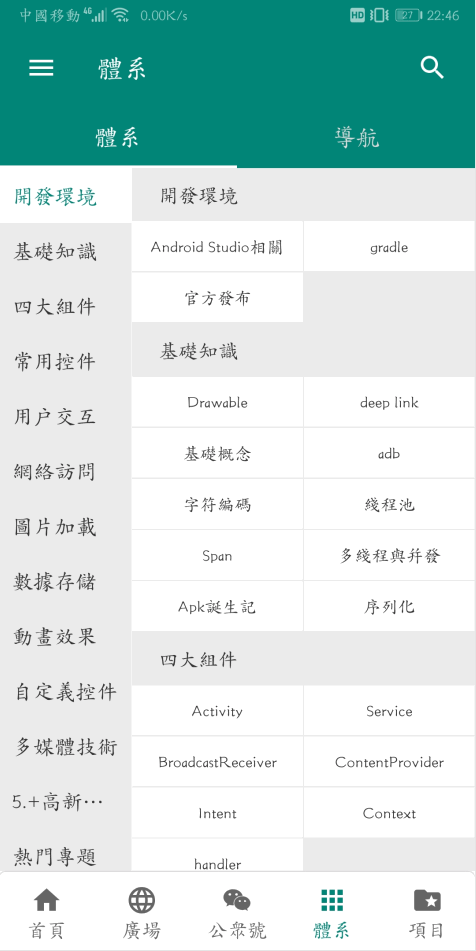 中國移動 4G 0.00K/s HD 27 22:46
體系
體系 導航
開發環境
基礎知識
四大組件
常用控件
用户交互
網絡訪問
圖片加載
數據存儲
動畫效果
自定義控件
多媒體技術
5.+高新…
熱門專題
開發環境
Android Studio相關 gradle
官方發布
基礎知識
Drawable deep link
基礎概念 adb
字符編碼 綫程池
Span 多綫程與并發
Apk誕生記 序列化
四大組件
Activity Service
BroadcastReceiver ContentProvider
Intent Context
handler
首頁 廣場 公眾號 體系 項目